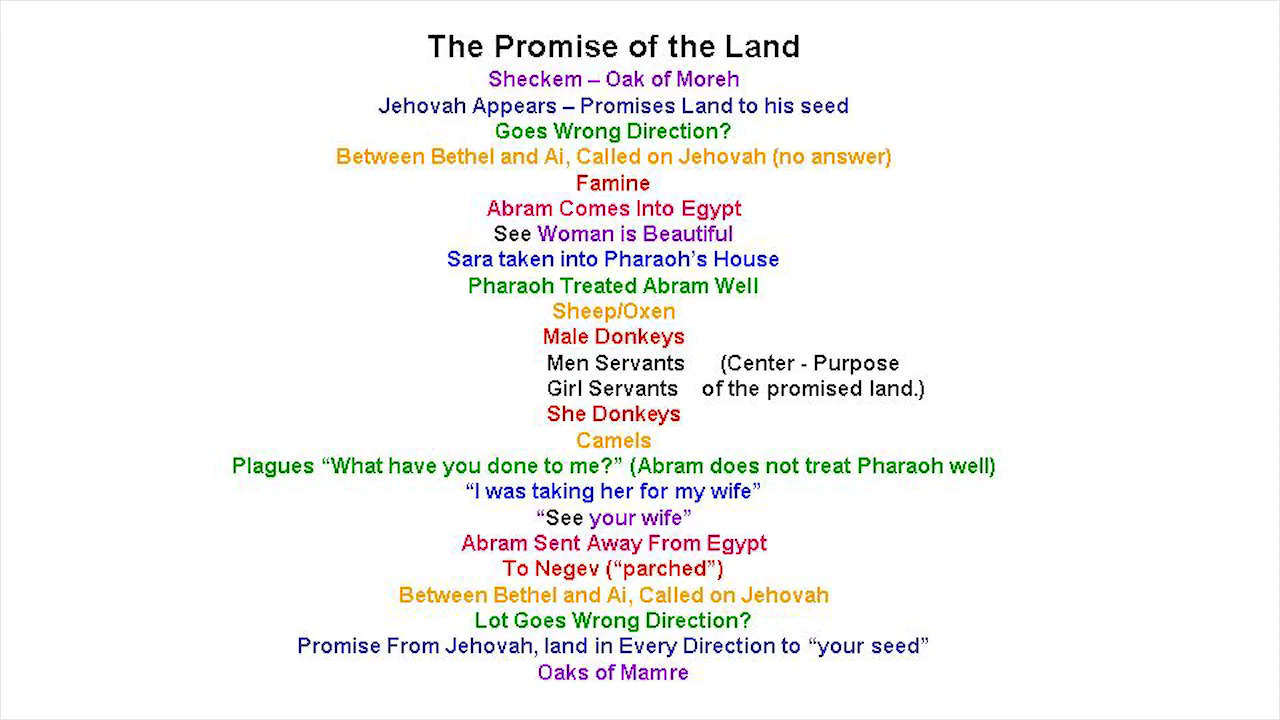 The Promise of the Land
Sheckem – Oak of Moreh
Jehovah Appears – Promises Land to his seed
Goes Wrong Direction?
Between Bethel and Ai, Called on Jehovah (no answer)
Famine
Abram Comes Into Egypt
See Woman is Beautiful
Sara taken into Pharaoh’s House
Pharaoh Treated Abram Well
Sheep/Oxen
Male Donkeys
Men Servants (Center - Purpose
Girl Servants of the promised land.)
She Donkeys
Camels
Plagues “What have you done to me?” (Abram does not treat Pharaoh well)
“I was taking her for my wife”
“See your wife”
Abram Sent Away From Egypt
To Negev (“parched”)
Between Bethel and Ai, Called on Jehovah
Lot Goes Wrong Direction?
Promise From Jehovah, land in Every Direction to “your seed”
Oaks of Mamre